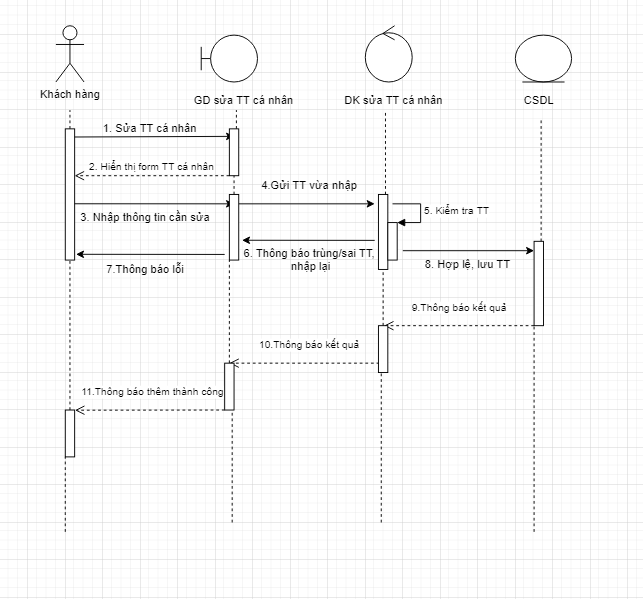 Khách hàng
GD sửa TT cá nhân
DK sửa TT cá nhân
CSDL
1. Sửa TT cá nhân
2. Hiển thị form TT cá nhân
3. Nhập thông tin cần sửa
4.Gửi TT vừa nhập
5. Kiểm tra TT
6. Thông báo trùng/sai TT,
nhập lại
7.Thông báo lỗi
8. Hợp lệ, lưu TT
9.Thông báo kết quả
10.Thông báo kết quả
11.Thông báo thêm thành công